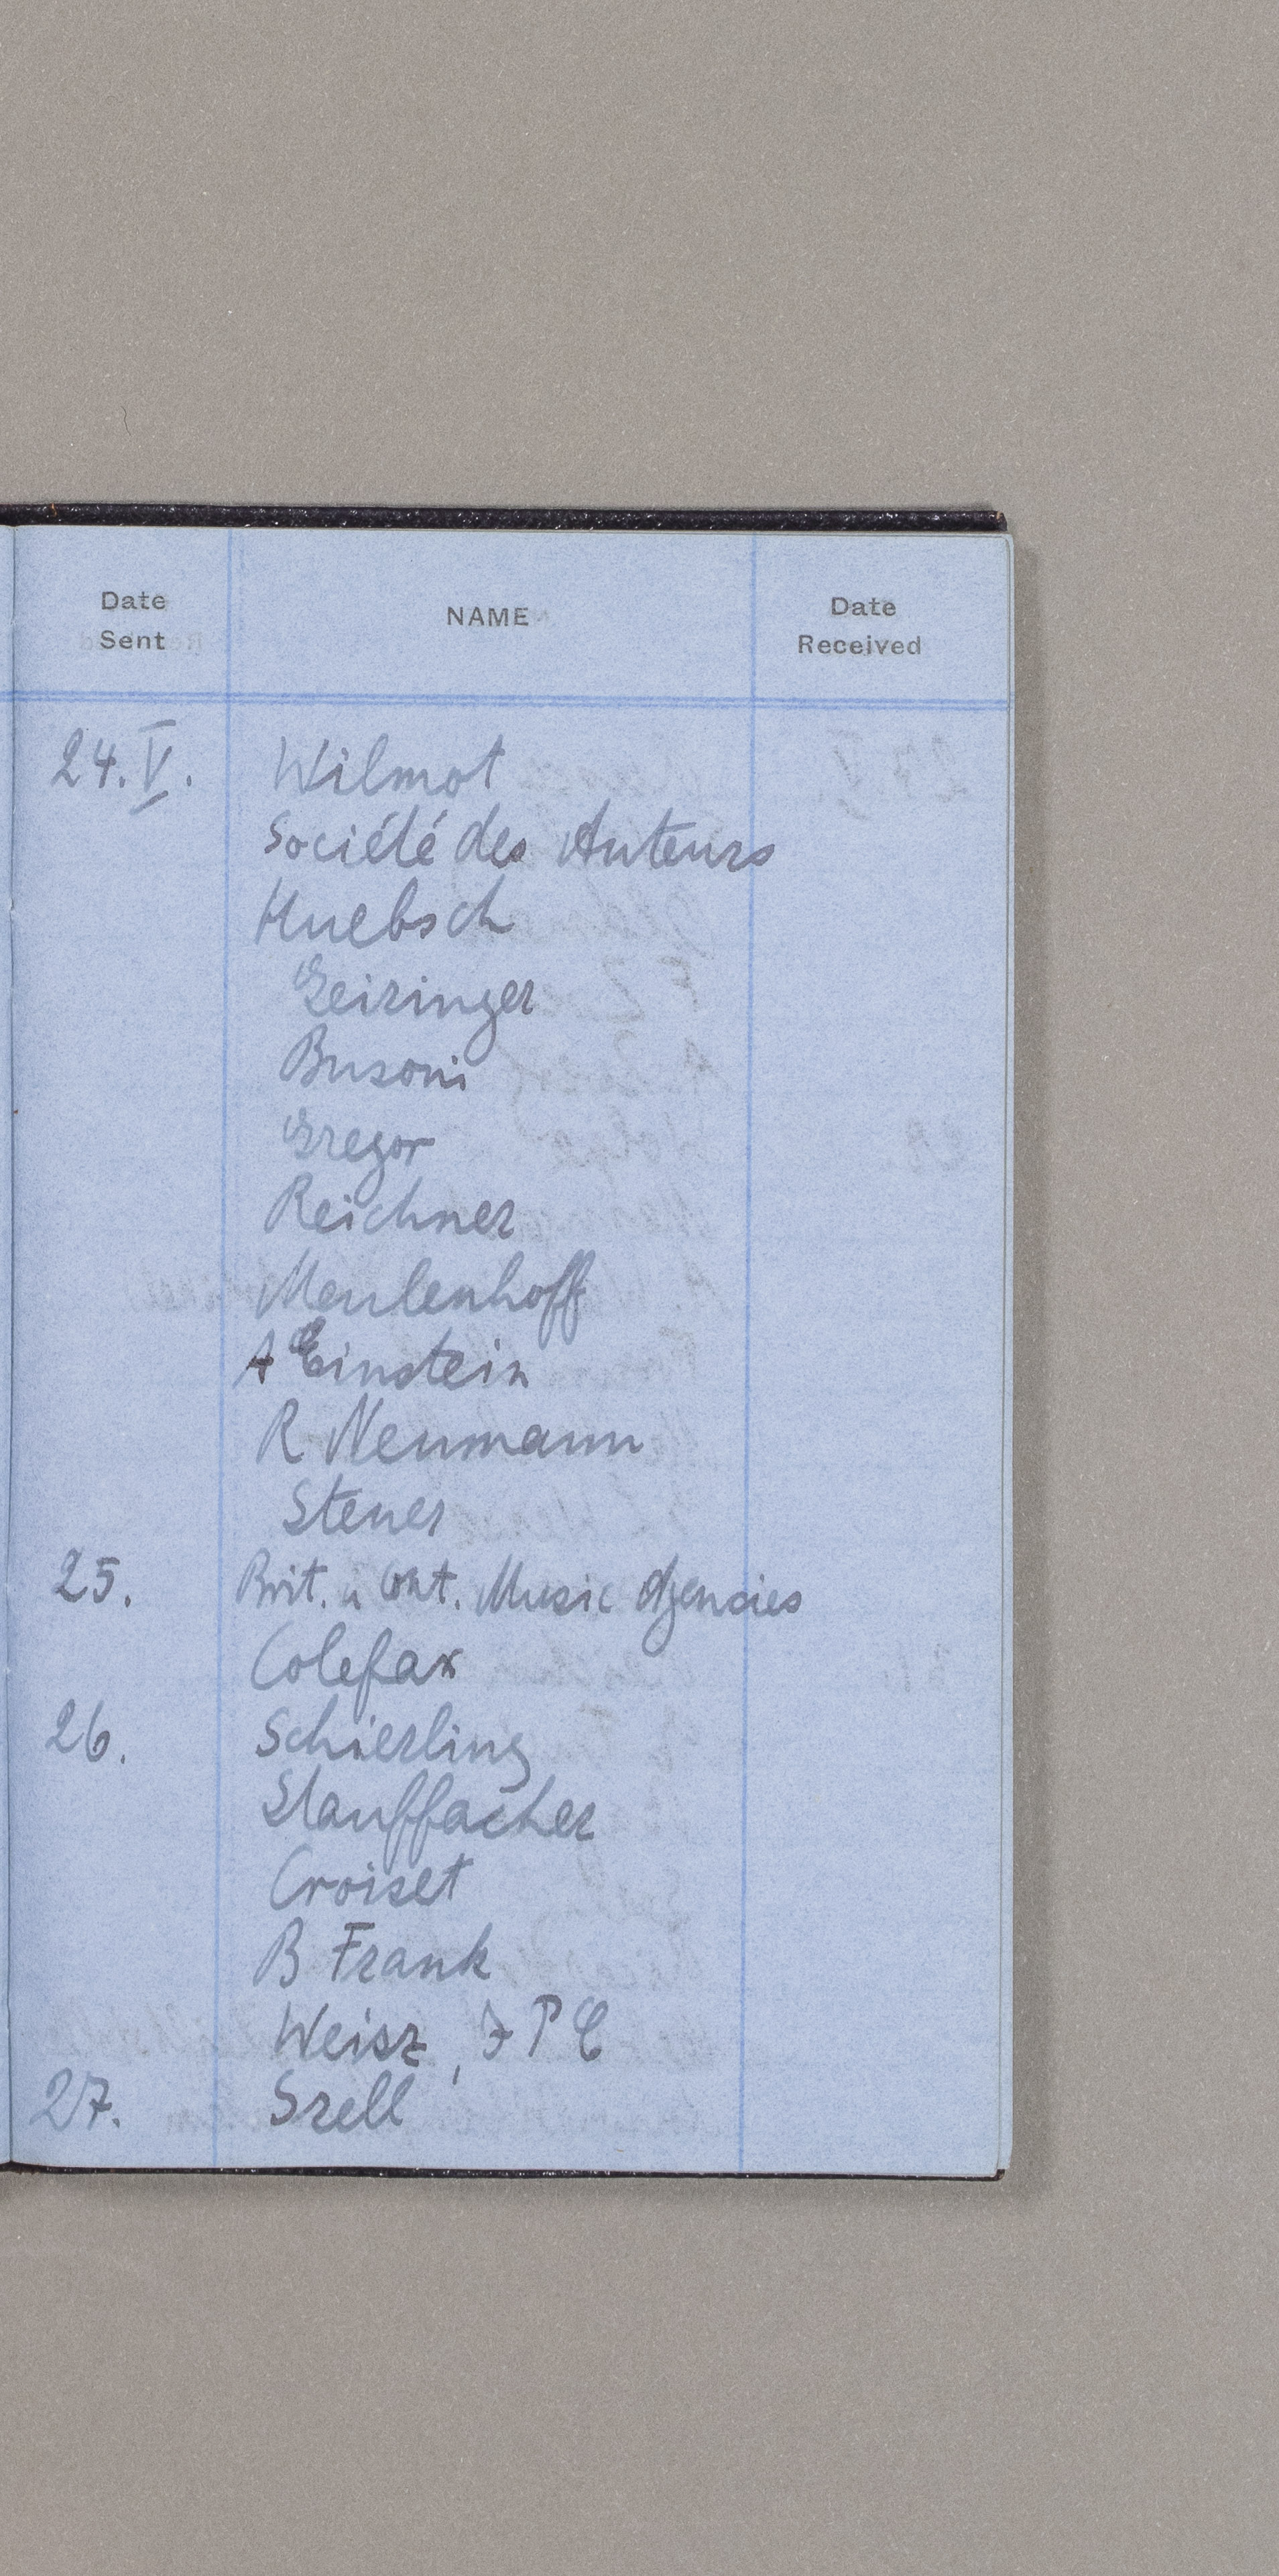 Date Sent NAME Date Received
24.V. Wilmot
Société des Auteurs
Huebsch
Geiringer
Busoni
Gregor
Reichner
Meulenhoff
A Einstein
R Neumann
Steuer
25. Brit. u Cont. Music Agencies
Colefax
26. Schierling
Stauffacher
Croiset
B Frank
Weisz, J P C
27. Szell